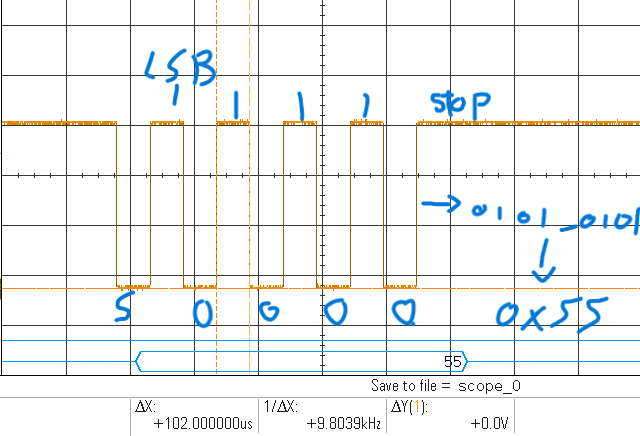 LSB
1 1 1 1 stop
→ 0101_0101
↓
S 0 0 0 0 0x55
55
Save to file = scope_0
ΔX: 1/ΔX: ΔY(1):
+102.000000us +9.8039kHz +0.0V